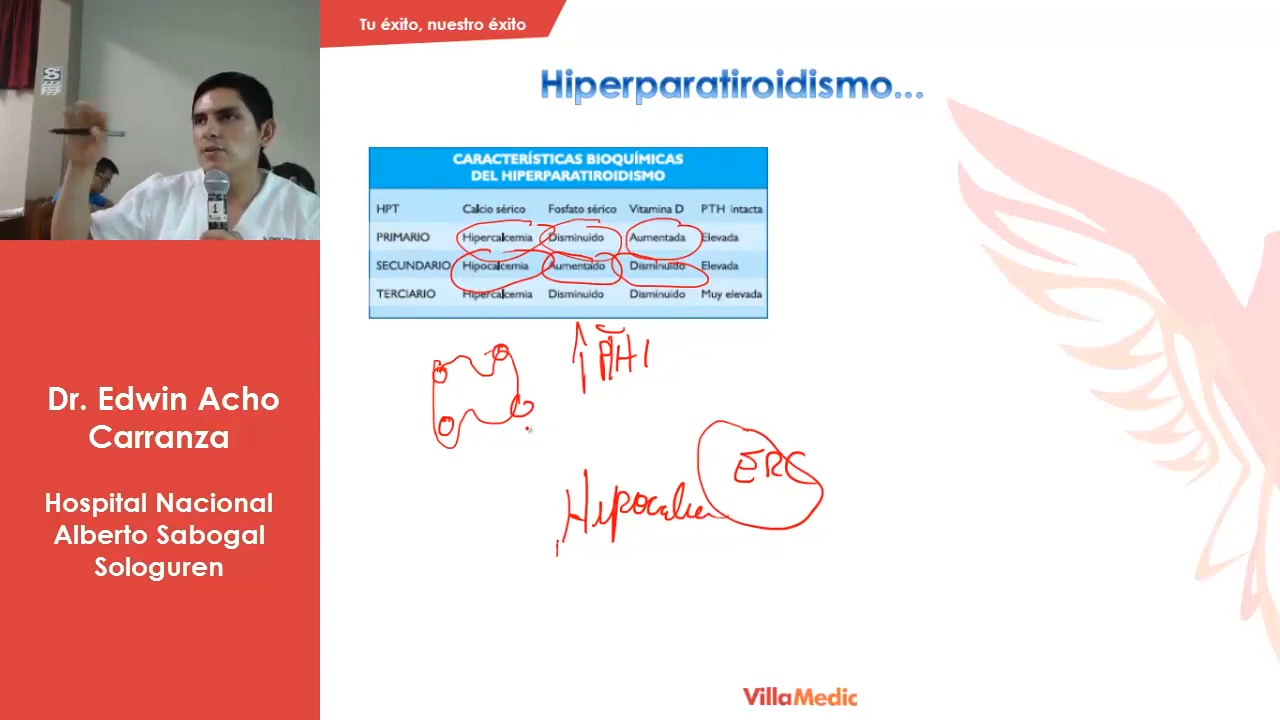 Tu éxito, nuestro éxito
Hiperparatiroidismo...
CARACTERÍSTICAS BIOQUÍMICAS
DEL HIPERPARATIROIDISMO
HPT Calcio sérico Fosfato sérico Vitamina D PTH intacta
PRIMARIO Hipercalcemia Disminuido Aumentada Elevada
SECUNDARIO Hipocalcemia Aumentado Disminuido Elevada
TERCIARIO Hipercalcemia Disminuido Disminuido Muy elevada
ERC
Dr. Edwin Acho
Carranza
Hospital Nacional
Alberto Sabogal
Sologuren
VillaMedic